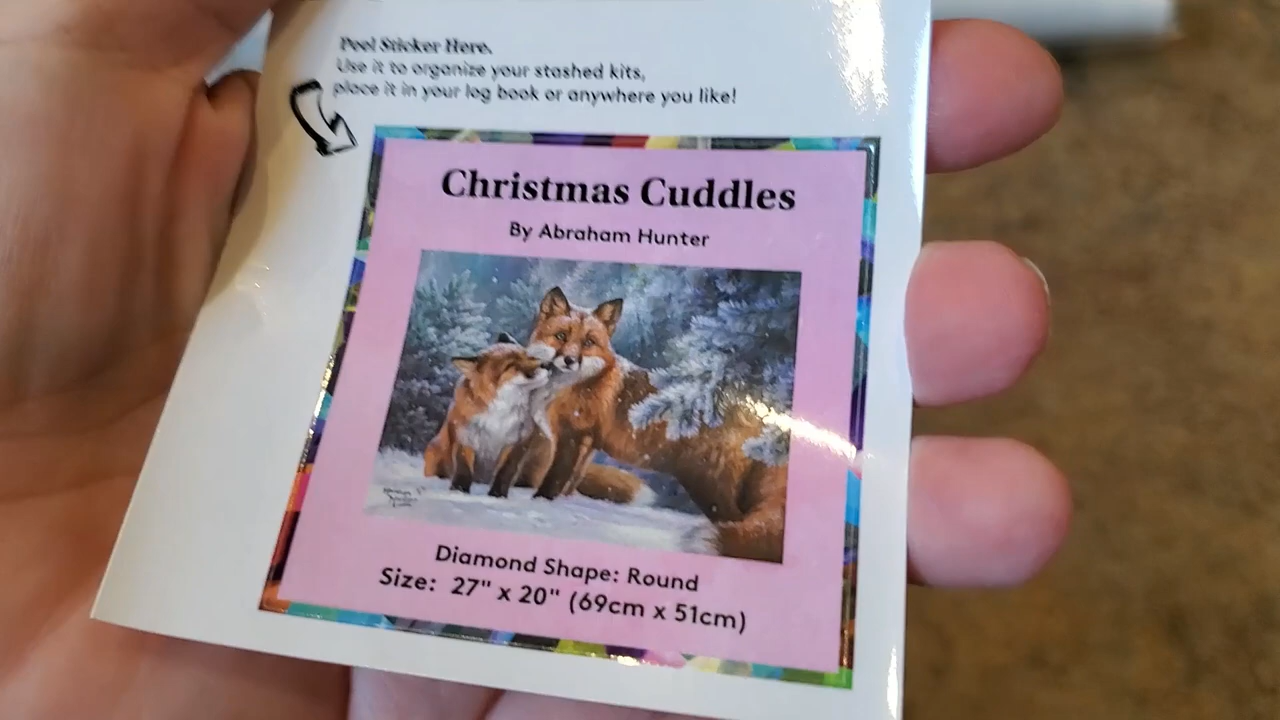 Peel Sticker Here.
Use it to organize your stashed kits,
place it in your log book or anywhere you like!
Christmas Cuddles
By Abraham Hunter
Diamond Shape: Round
Size: 27" x 20" (69cm x 51cm)